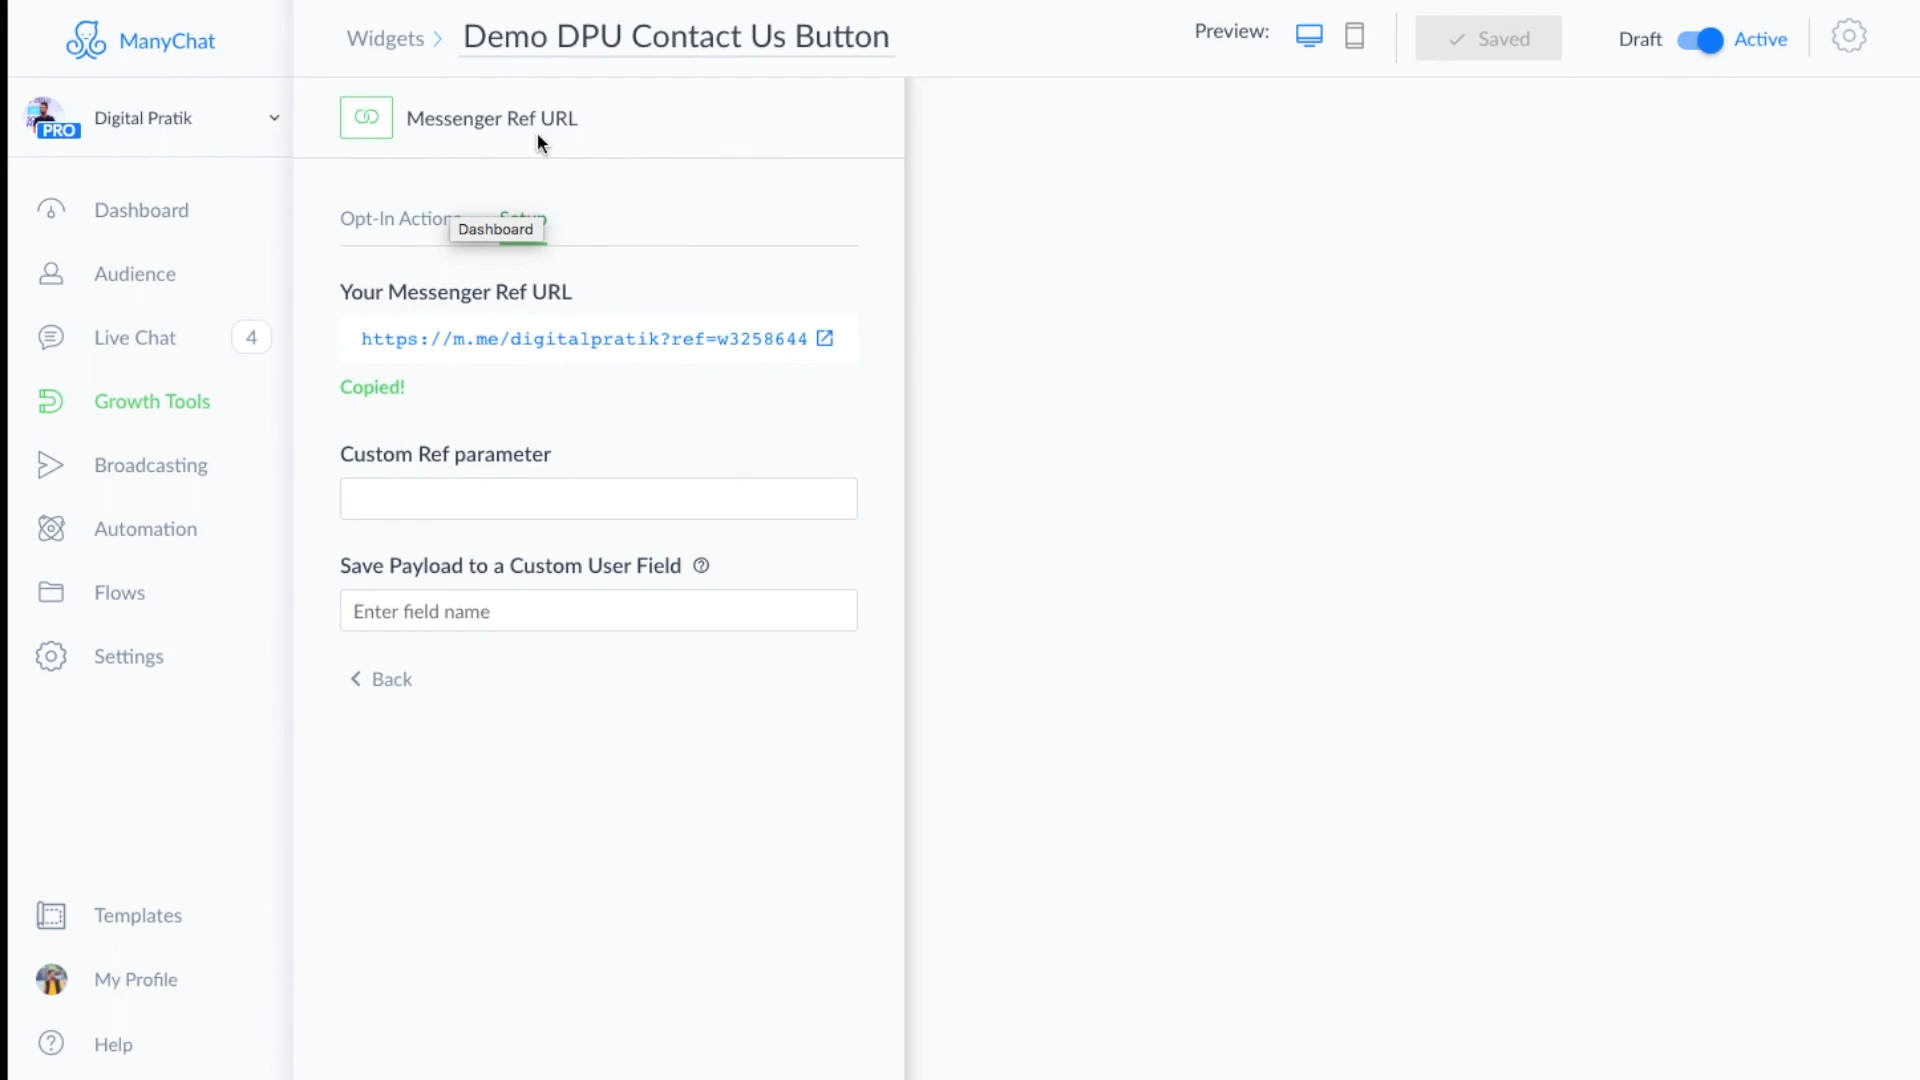 ManyChat
Widgets
Demo DPU Contact Us Button
Preview:
Saved
Draft
Active
PRO
Digital Pratik
Messenger Ref URL
Dashboard
Audience
Live Chat
4
Growth Tools
Broadcasting
Automation
Flows
Settings
Templates
My Profile
Help
Opt-In Actions
Setup
Dashboard
Your Messenger Ref URL
https://m.me/digitalpratik?ref=w3258644
Copied!
Custom Ref parameter
Save Payload to a Custom User Field
Enter field name
Back